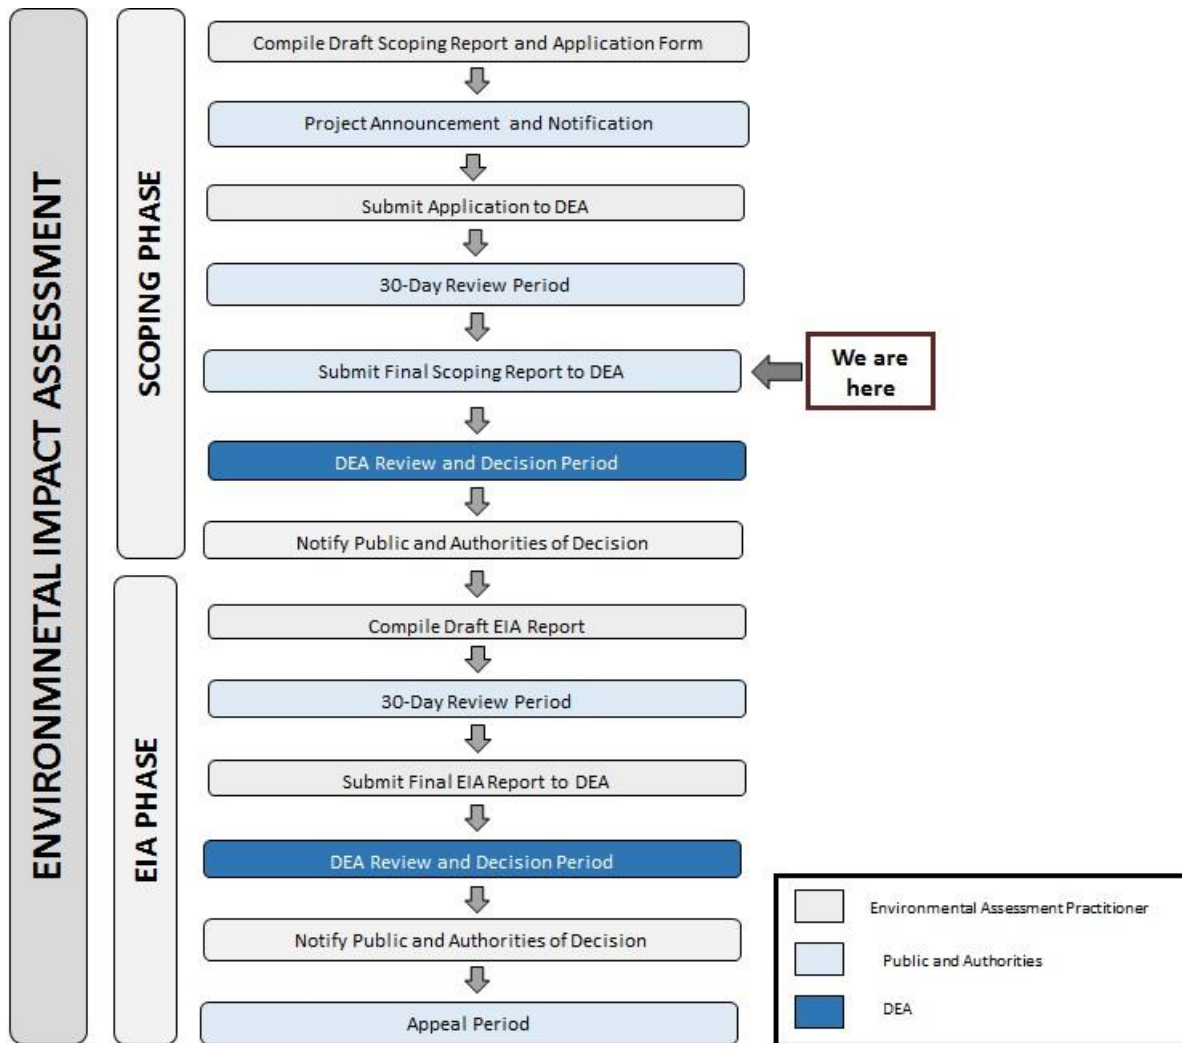 ENVIRONMNETAL IMPACT ASSESSMENT
SCOPING PHASE
Compile Draft Scoping Report and Application Form
Project Announcement and Notification
Submit Application to DEA
30-Day Review Period
Submit Final Scoping Report to DEA
We are
here
DEA Review and Decision Period
Notify Public and Authorities of Decision
EIA PHASE
Compile Draft EIA Report
30-Day Review Period
Submit Final EIA Report to DEA
DEA Review and Decision Period
Notify Public and Authorities of Decision
Appeal Period
Environmental Assessment Practitioner
Public and Authorities
DEA